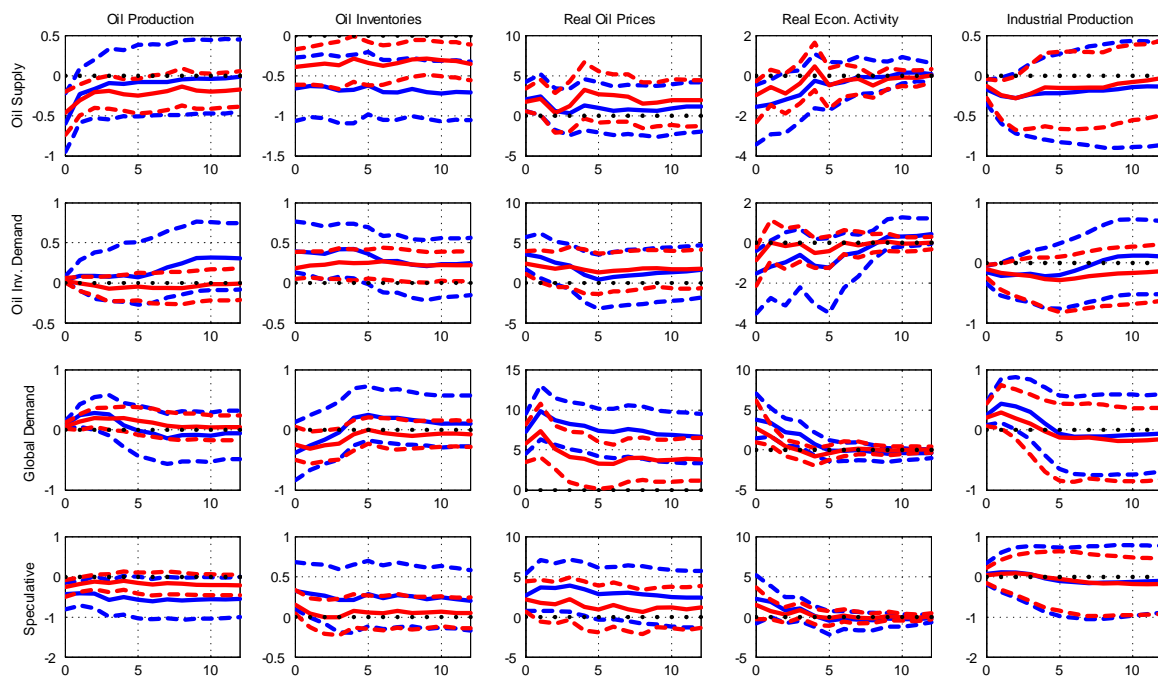 Oil Production Oil Inventories Real Oil Prices Real Econ. Activity Industrial Production
Oil Supply
0.5 0 -0.5 -1
0 5 10
0 -0.5 -1 -1.5
0 5 10
10 5 0 -5
0 5 10
2 0 -2 -4
0 5 10
0.5 0 -0.5 -1
0 5 10
Oil Inv. Demand
1 0.5 0 -0.5
0 5 10
1 0.5 0 -0.5
0 5 10
10 5 0 -5
0 5 10
2 0 -2 -4
0 5 10
1 0 -1
0 5 10
Global Demand
1 0 1
0 5 10
1 0 -1
0 5 10
15 10 5 0
0 5 10
10 5 0 -5
0 5 10
1 0 -1
0 5 10
Speculative
1 0 -1 -2
0 5 10
1 0.5 0 -0.5
0 5 10
10 5 0 -5
0 5 10
10 5 0 -5
0 5 10
1 0 -1 -2
0 5 10